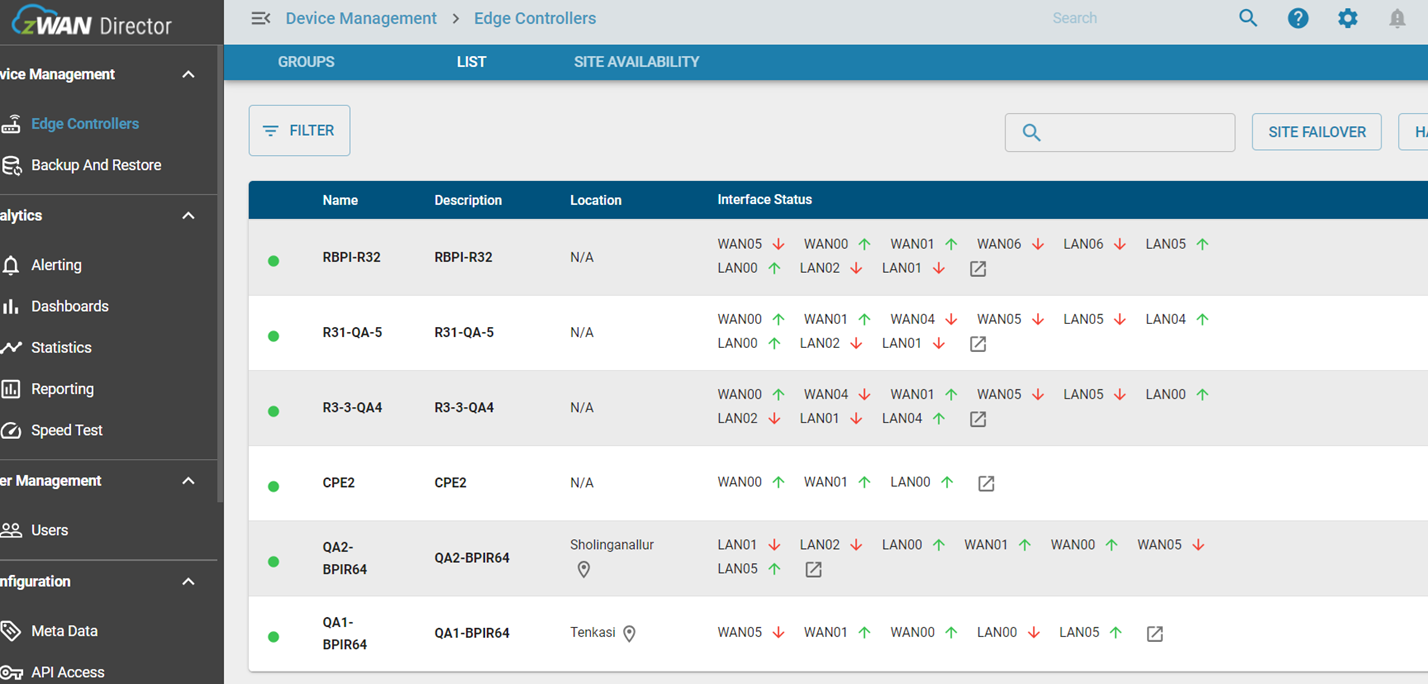 zWAN Director
Device Management > Edge Controllers
Search
GROUPS LIST SITE AVAILABILITY
vice Management
Edge Controllers
Backup And Restore
alytics
Alerting
Dashboards
Statistics
Reporting
Speed Test
er Management
Users
nfiguration
Meta Data
API Access
FILTER
SITE FAILOVER
HA
Name Description Location Interface Status
RBPI-R32 RBPI-R32 N/A WAN05 WAN00 WAN01 WAN06 LAN06 LAN05
LAN00 LAN02 LAN01
R31-QA-5 R31-QA-5 N/A WAN00 WAN01 WAN04 WAN05 LAN05 LAN04
LAN00 LAN02 LAN01
R3-3-QA4 R3-3-QA4 N/A WAN00 WAN04 WAN01 WAN05 LAN05 LAN00
LAN02 LAN01 LAN04
CPE2 CPE2 N/A WAN00 WAN01 LAN00
QA2-
BPIR64 QA2-BPIR64 Sholinganallur LAN01 LAN02 LAN00 WAN01 WAN00 WAN05
LAN05
QA1-
BPIR64 QA1-BPIR64 Tenkasi WAN05 WAN01 WAN00 LAN00 LAN05